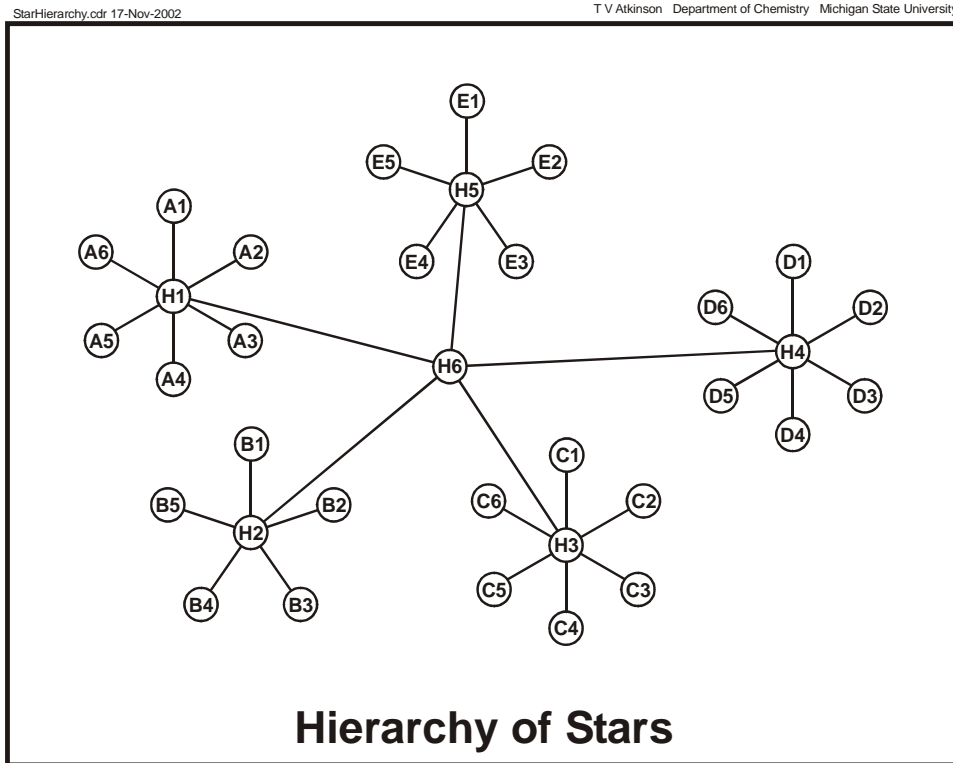 StarHierarchy.cdr 17-Nov-2002
T V Atkinson Department of Chemistry Michigan State University
E1
E5
E2
H5
A1
A6
A2
E4
E3
D1
H1
D6
D2
A5
A3
H4
H6
A4
D5
D3
D4
B1
C1
B5
B2
C6
C2
H2
H3
B4
B3
C5
C3
C4
Hierarchy of Stars